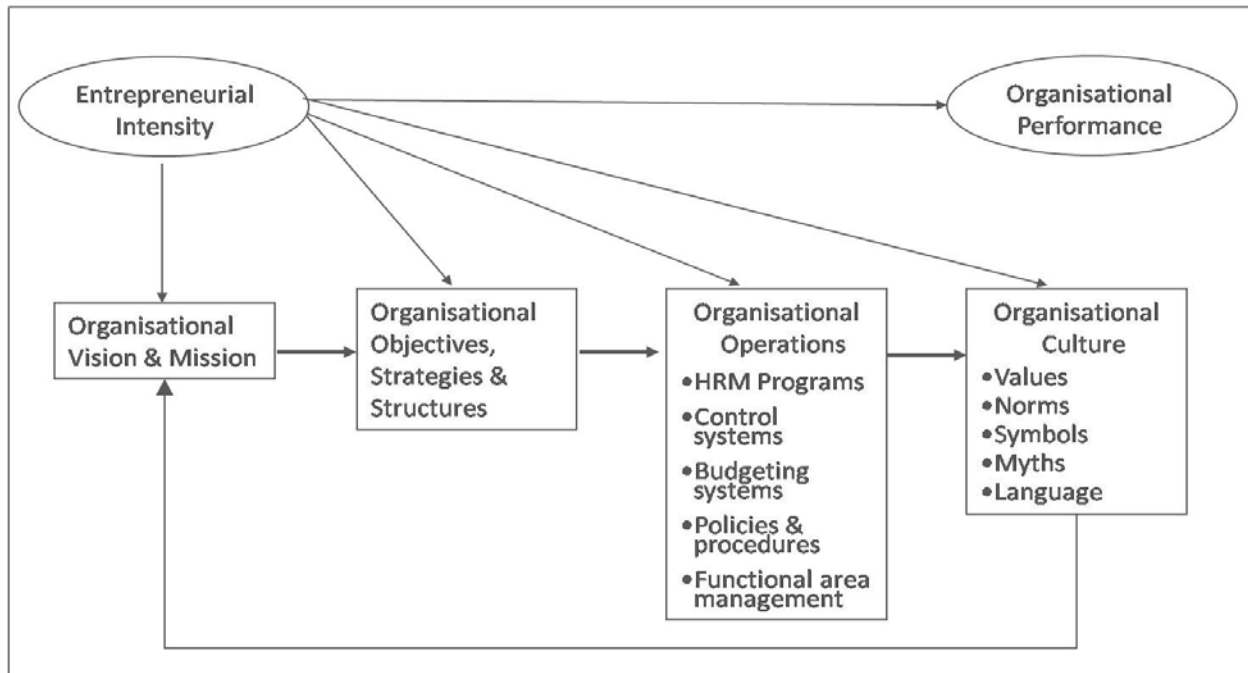 Entrepreneurial
Intensity
Organisational
Performance
Organisational
Vision & Mission
Organisational
Objectives,
Strategies &
Structures
Organisational
Operations
•HRM Programs
•Control
systems
•Budgeting
systems
•Policies &
procedures
•Functional area
management
Organisational
Culture
•Values
•Norms
•Symbols
•Myths
•Language